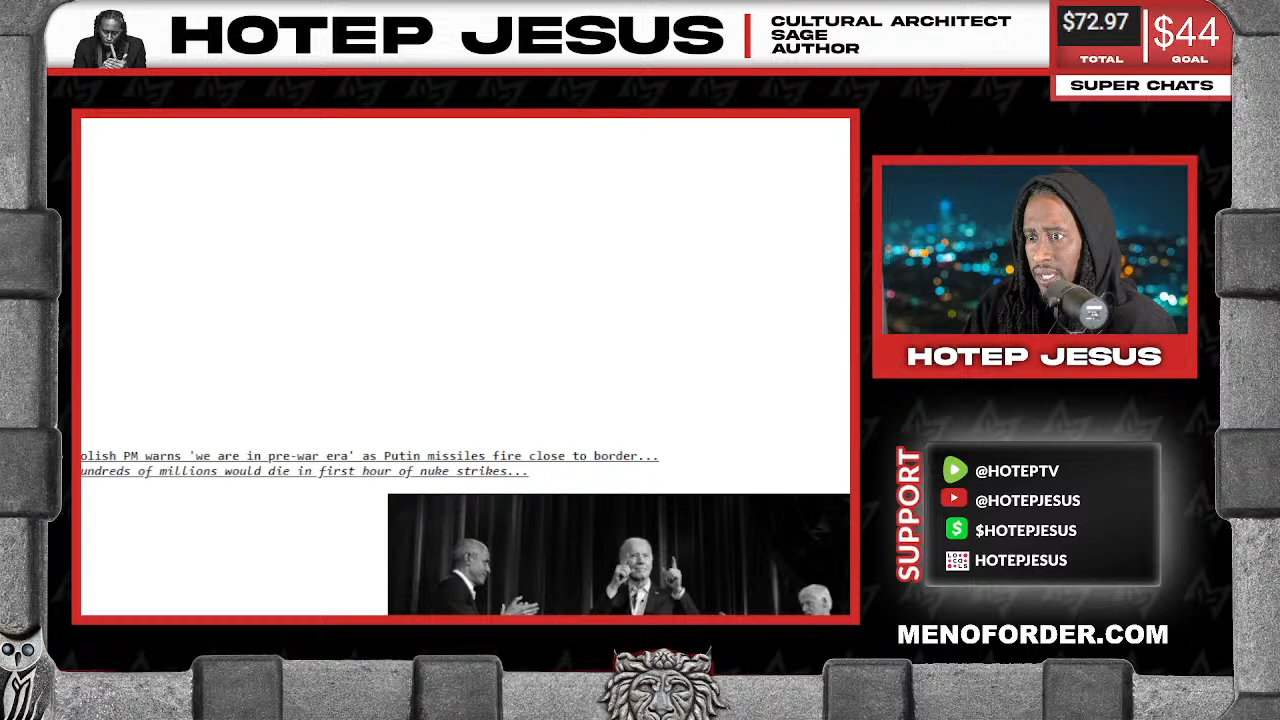 HOTEP JESUS
CULTURAL ARCHITECT
SAGE
AUTHOR
$72.97
TOTAL
$44
GOAL
SUPER CHATS
olish PM warns 'we are in pre-war era' as Putin missiles fire close to border...
undreds of millions would die in first hour of nuke strikes...
HOTEP JESUS
SUPPORT
@HOTEPTV
@HOTEPJESUS
$HOTEPJESUS
LOCALS HOTEPJESUS
MENOFORDER.COM